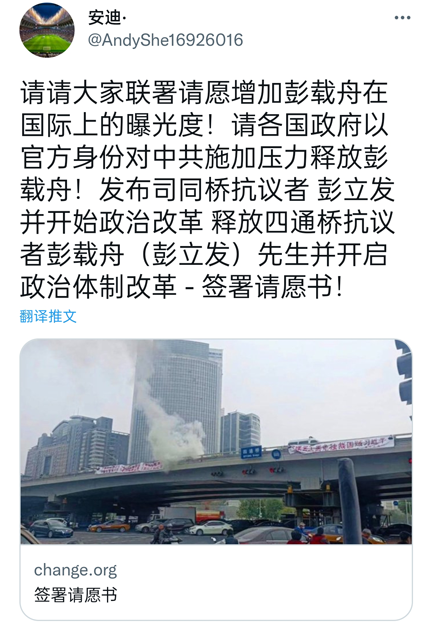 安迪·
@AndyShe16926016
请请大家联署请愿增加彭载舟在
国际上的曝光度！请各国政府以
官方身份对中共施加压力释放彭
载舟！发布司同桥抗议者 彭立发
并开始政治改革 释放四通桥抗议
者彭载舟（彭立发）先生并开启
政治体制改革 - 签署请愿书！
翻译推文
change.org
签署请愿书